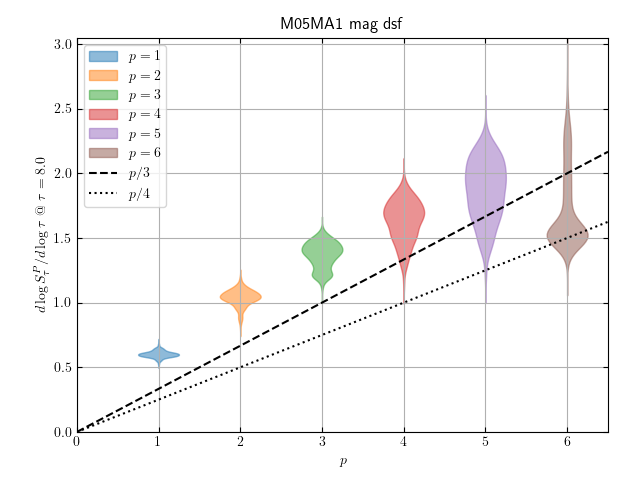 M05MA1 mag dsf
d log S_τ^P / d log τ @ τ = 8.0
3.0
2.5
2.0
1.5
1.0
0.5
0.0
p = 1
p = 2
p = 3
p = 4
p = 5
p = 6
p/3
p/4
0 1 2 3 4 5 6
p